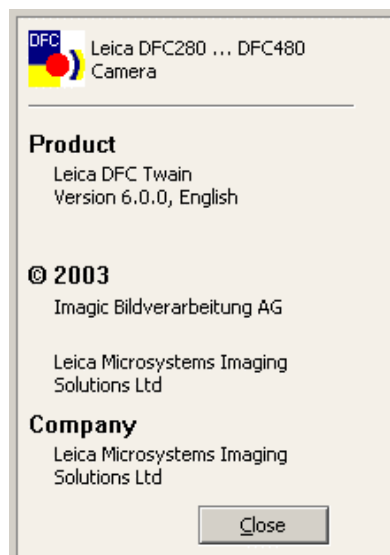 DFC
Leica DFC280 ... DFC480
Camera
Product
Leica DFC Twain
Version 6.0.0, English
© 2003
Imagic Bildverarbeitung AG
Leica Microsystems Imaging
Solutions Ltd
Company
Leica Microsystems Imaging
Solutions Ltd
Close